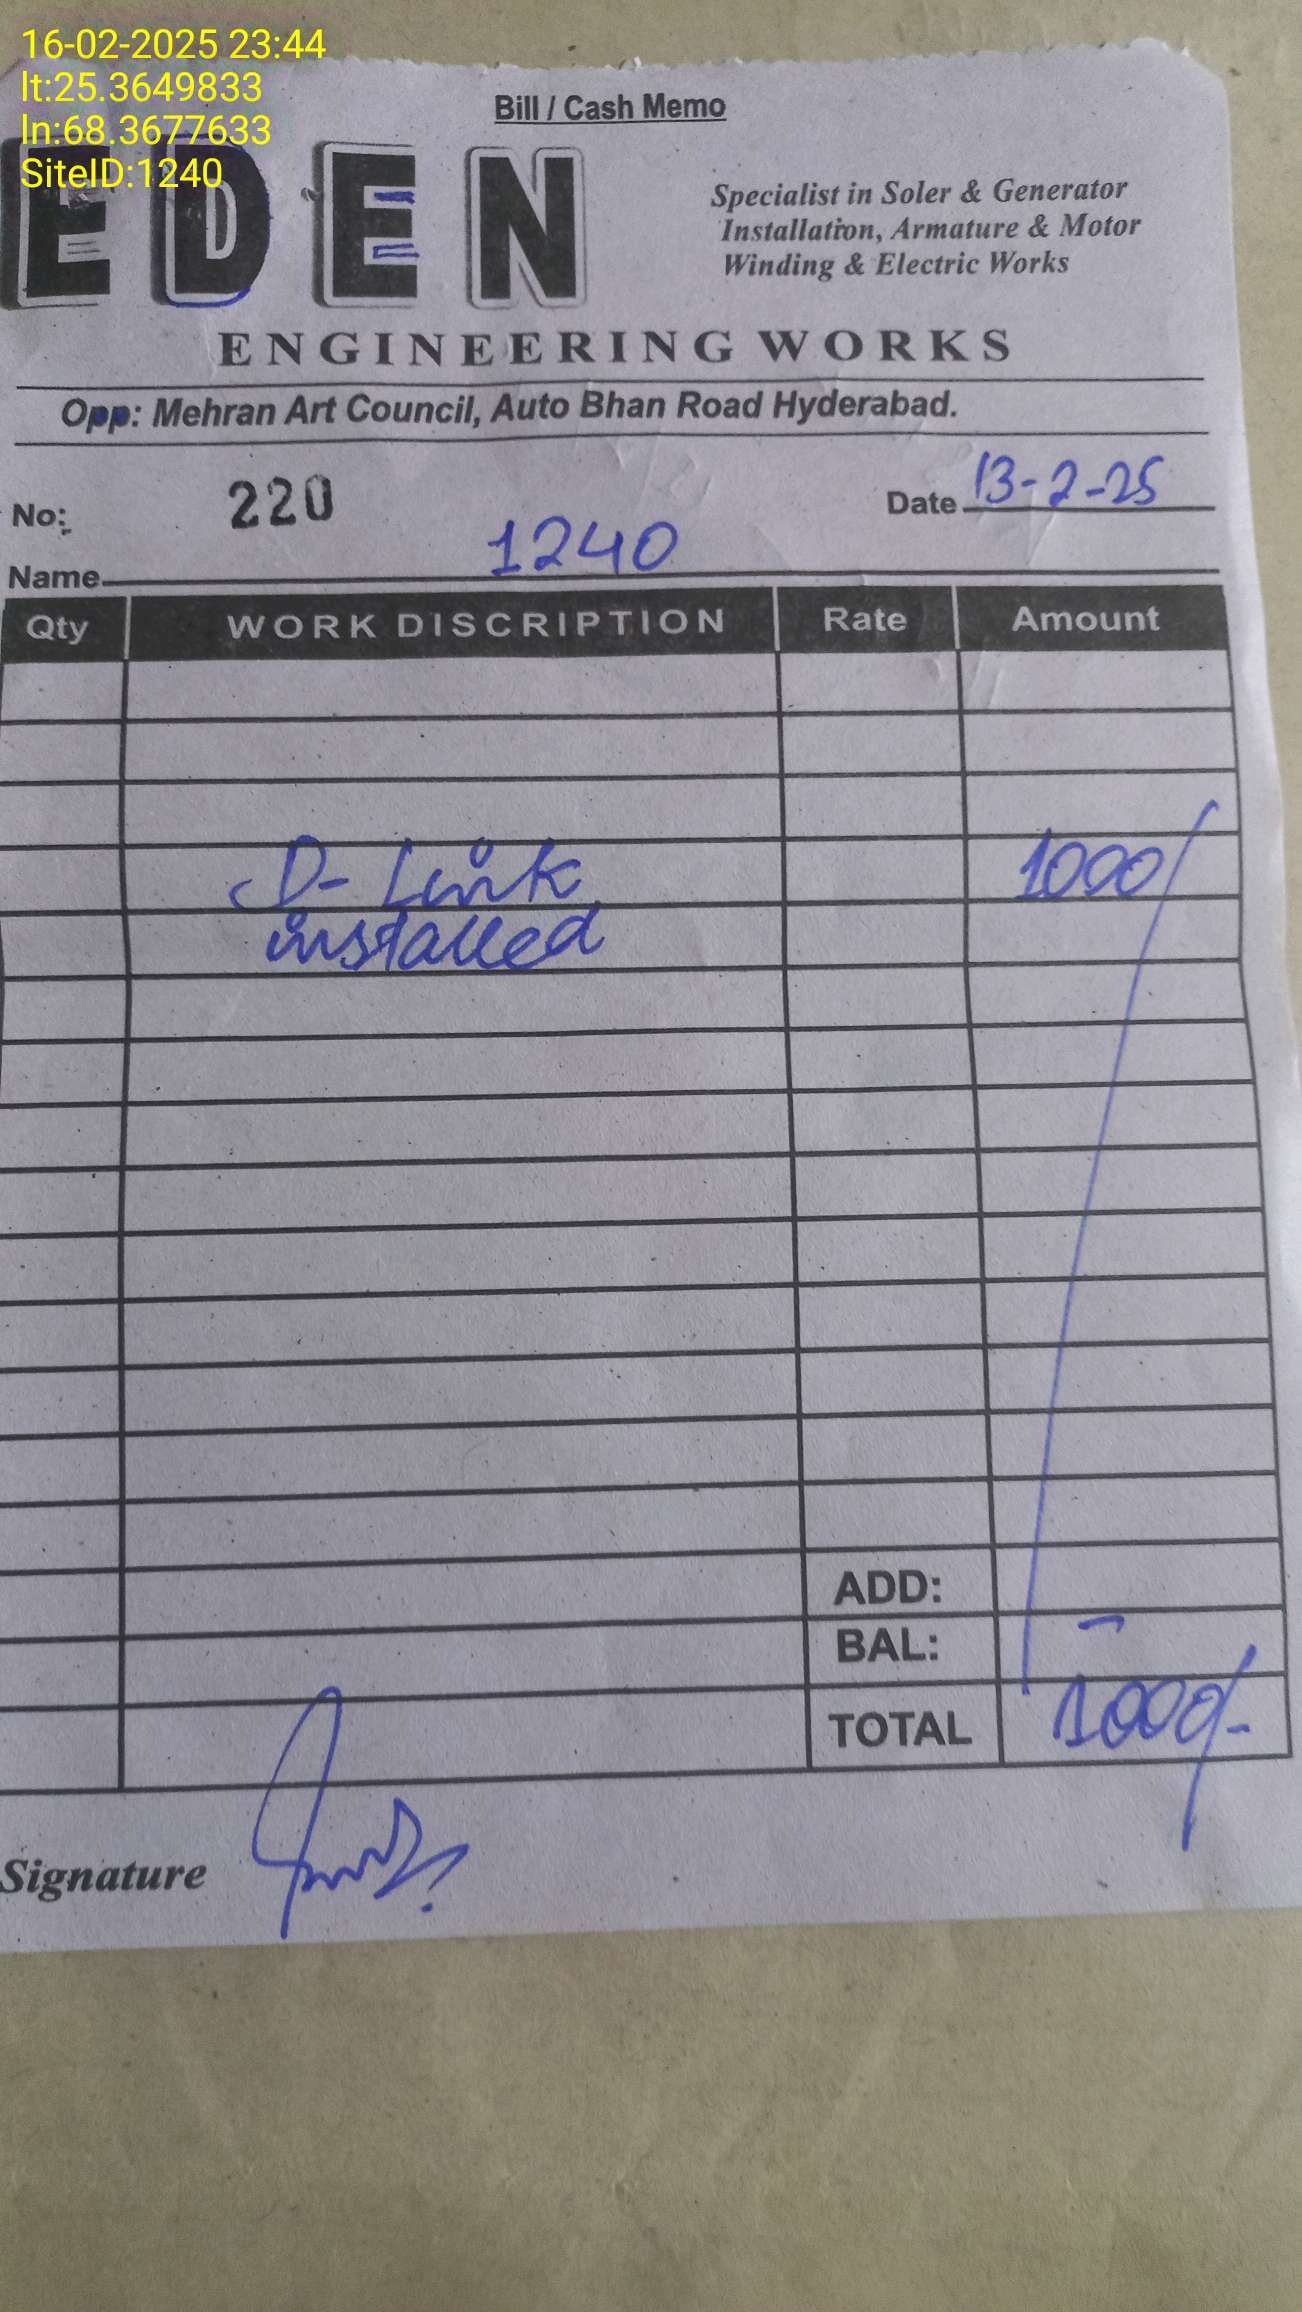 16-02-2025 23:44
lt:25.3649833
ln:68.3677633
SiteID:1240
Bill / Cash Memo
EDEN
Specialist in Soler & Generator
Installation, Armature & Motor
Winding & Electric Works
ENGINEERING WORKS
Opp: Mehran Art Council, Auto Bhan Road Hyderabad.
No: 220 Date 13-2-25
Name 1240
Qty WORK DISCRIPTION Rate Amount
D-Link 1000/
installed
ADD:
BAL: -
TOTAL 1000/-
Signature